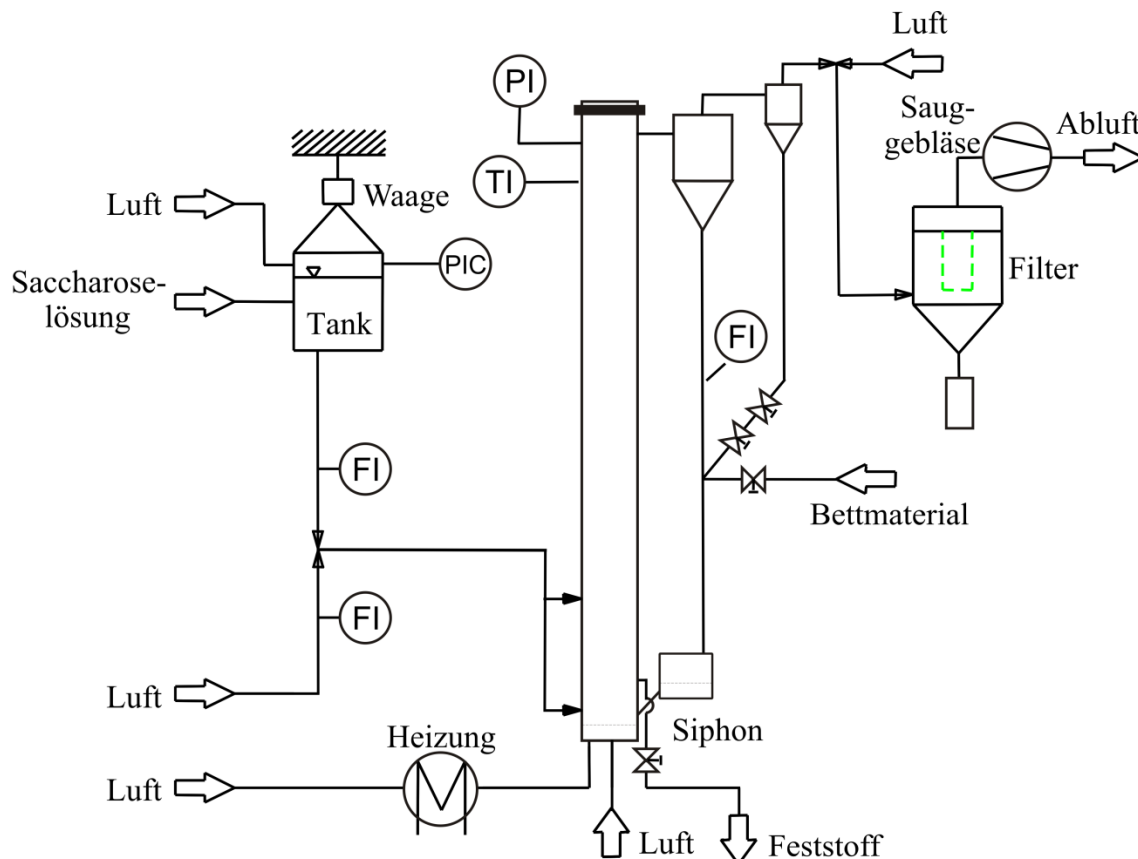 Luft
PI
Saug-
gebläse
Abluft
TI
Waage
Luft
PIC
Saccharose-
lösung
Tank
Filter
FI
FI
Bettmaterial
FI
Luft
Siphon
Heizung
Luft
Luft
Feststoff